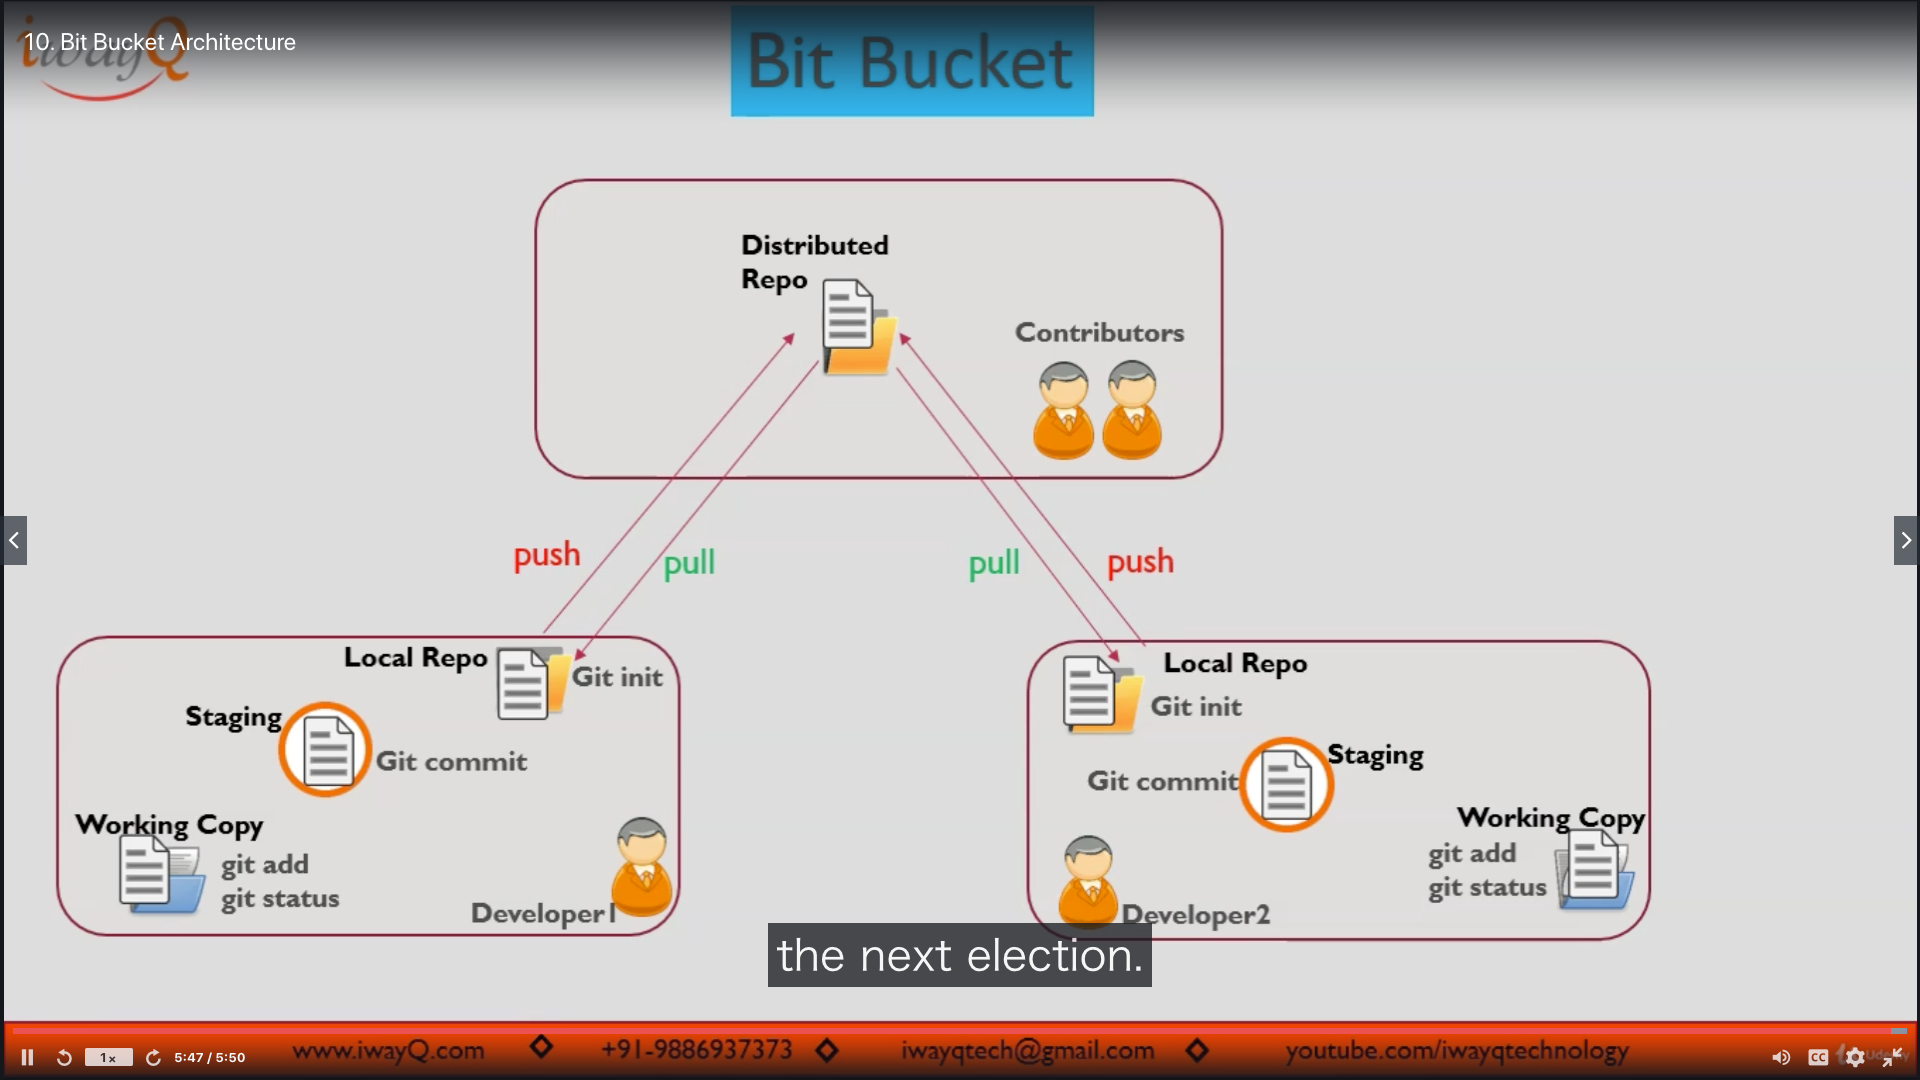 10. Bit Bucket Architecture
iwayQ
Bit Bucket
Distributed
Repo
Contributors
push
pull
pull
push
Local Repo
Git init
Staging
Git commit
Working Copy
git add
git status
Developer1
Local Repo
Git init
Staging
Git commit
Working Copy
git add
git status
Developer2
the next election.
1x
5:47 / 5:50
www.iwayQ.com
+91-9886937373
iwayqtech@gmail.com
youtube.com/iwayqtechnology
CC